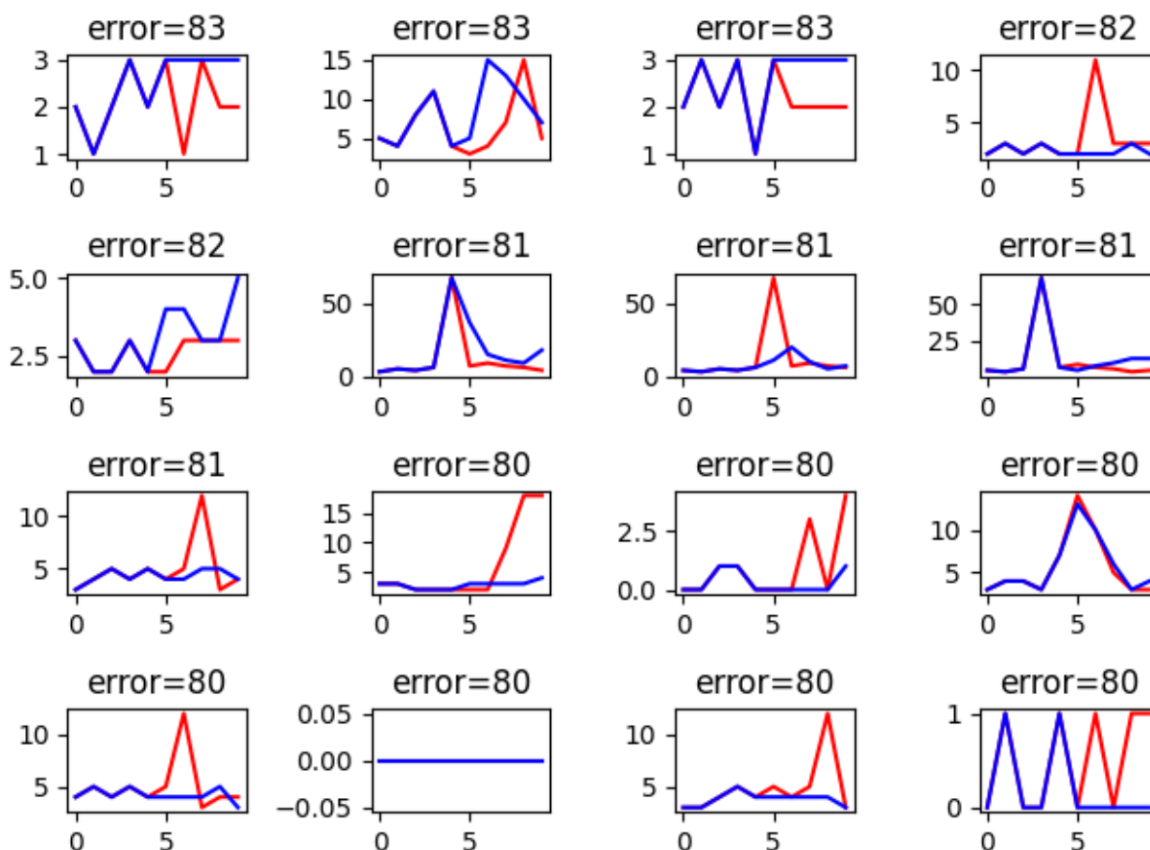 error=83 error=83 error=83 error=82
3 15 3 10
2 10 2 5
1 5 1
0 5 0 5 0 5 0 5
error=82 error=81 error=81 error=81
5.0 50 50 50
2.5 0 0 25
0 5 0 5 0 5 0 5
error=81 error=80 error=80 error=80
10 15 2.5 10
5 10 0.0 5
5
0 5 0 5 0 5 0 5
error=80 error=80 error=80 error=80
10 0.05 10 1
5 0.00 5 0
−0.05
0 5 0 5 0 5 0 5